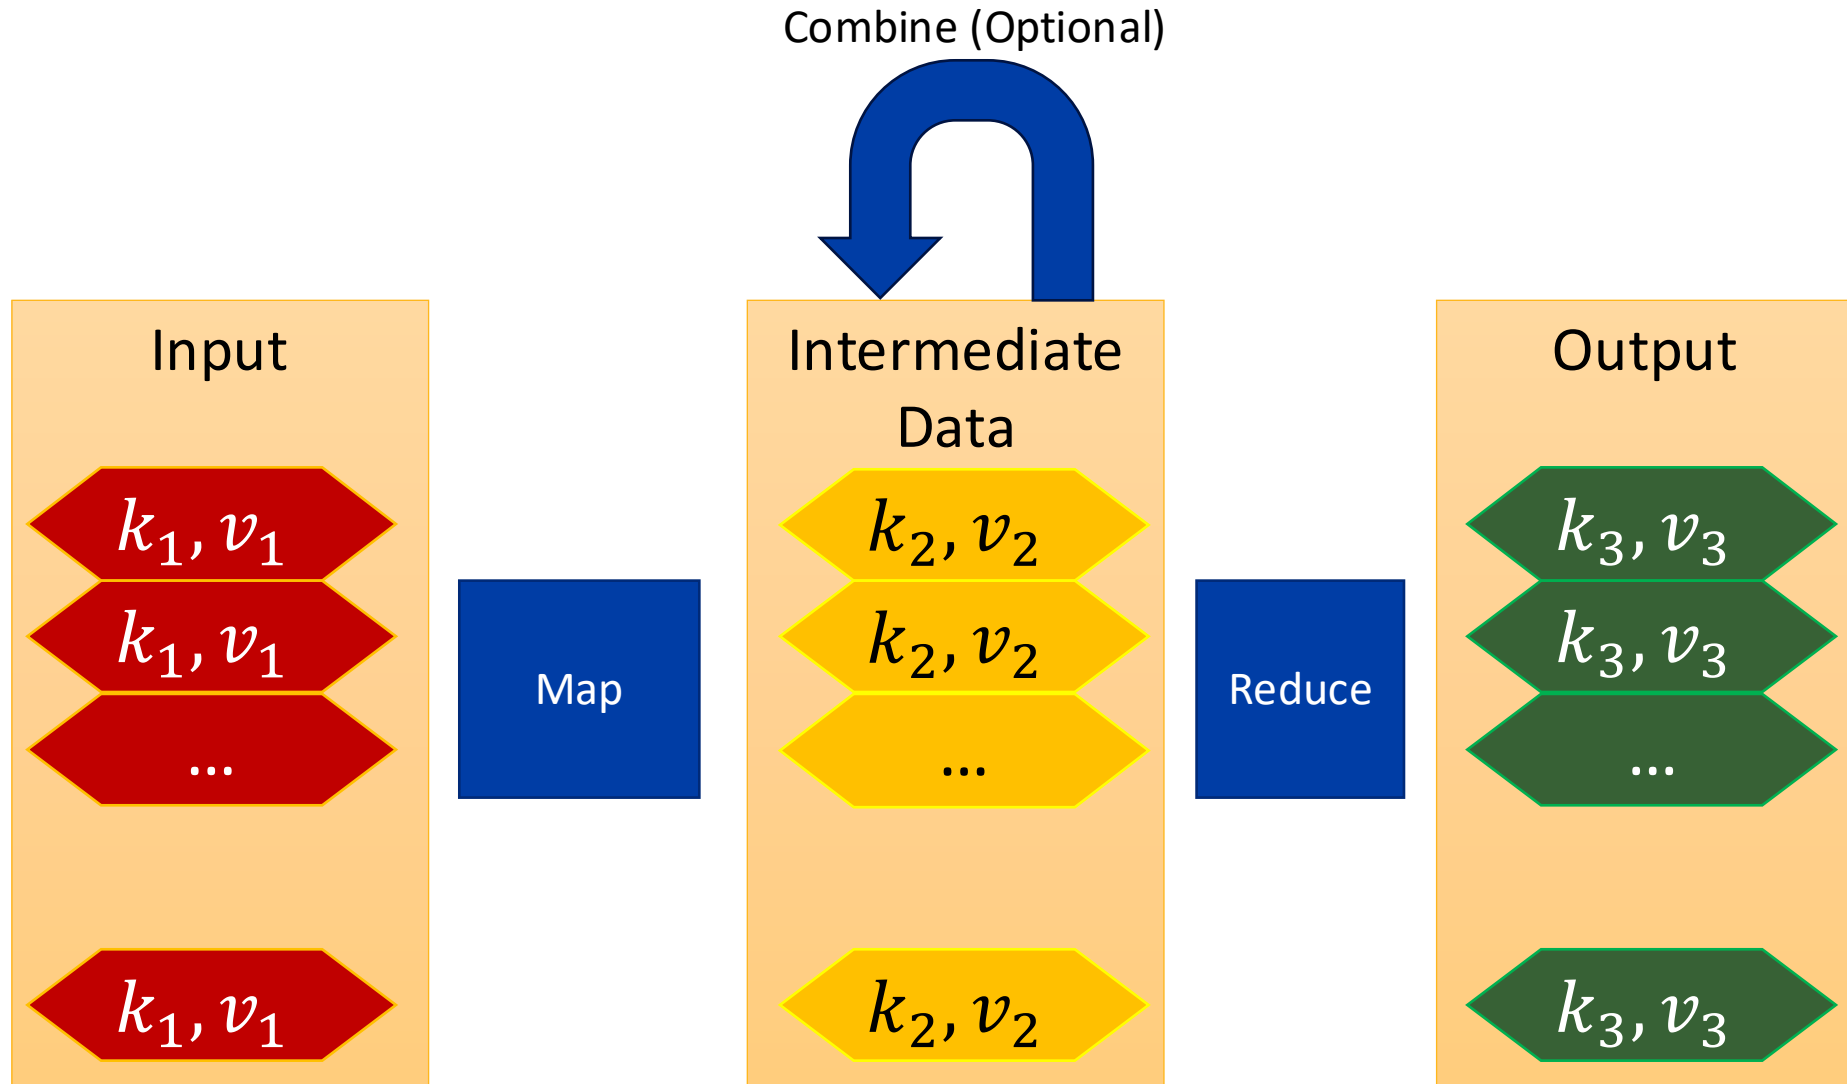 Combine (Optional)
Input
k₁, v₁
k₁, v₁
...
k₁, v₁
Map
Intermediate
Data
k₂, v₂
k₂, v₂
...
k₂, v₂
Reduce
Output
k₃, v₃
k₃, v₃
...
k₃, v₃